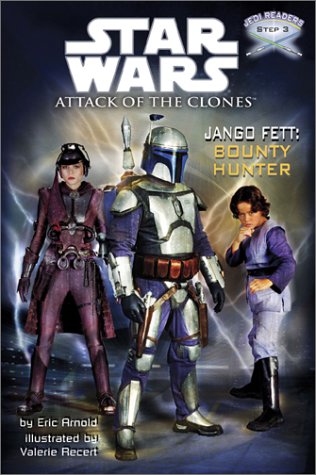 STAR
WARS
ATTACK OF THE CLONES™
JEDI READERS
STEP 3
JANGO FETT:
BOUNTY
HUNTER
by Eric Arnold
illustrated by
Valerie Recert